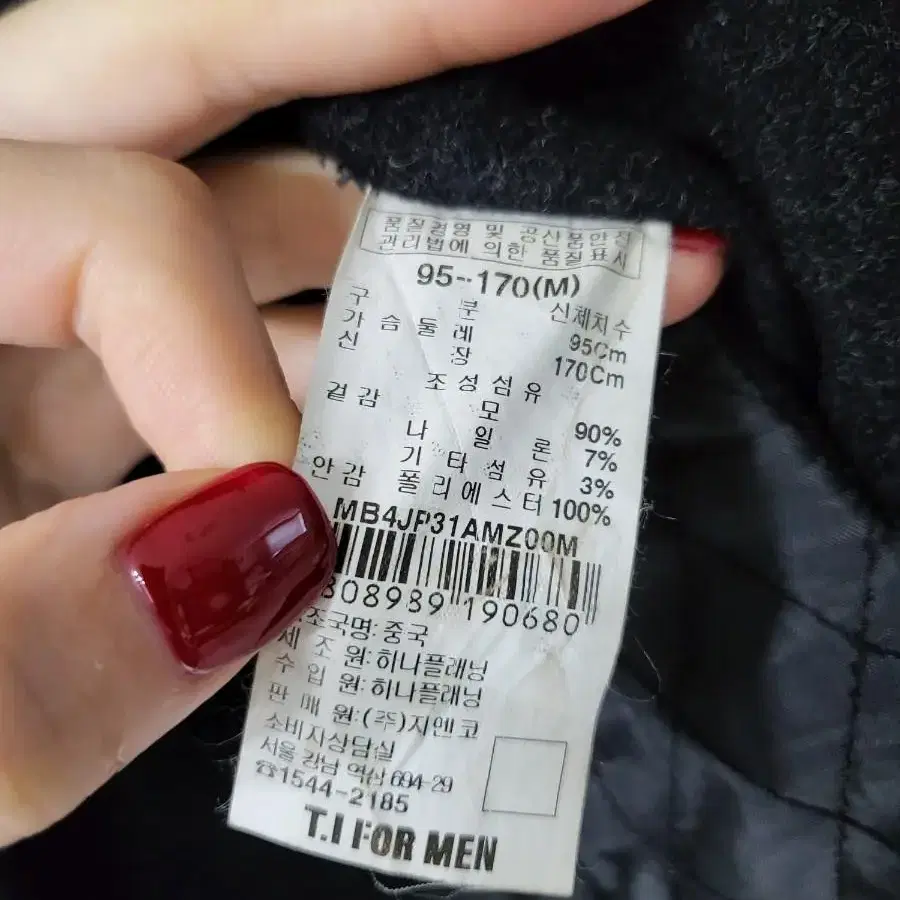 품질경영 및 공산품안전
관리법에 의한 품질표시
95--170(M)
구 분 신체치수
가슴둘레 95Cm
신 장 170Cm
조성섬유
겉감 모 90%
나 일 론 7%
기타섬유 3%
안감 폴리에스터 100%
MB4JP31AMZ00M
808989 190680
조국명: 중국
제 조 원: 하나플래닝
수 입 원: 하나플래닝
판 매 원: (주)지앤코
소비자상담실
서울 강남 역삼 694-29
☎1544-2185
T.I FOR MEN